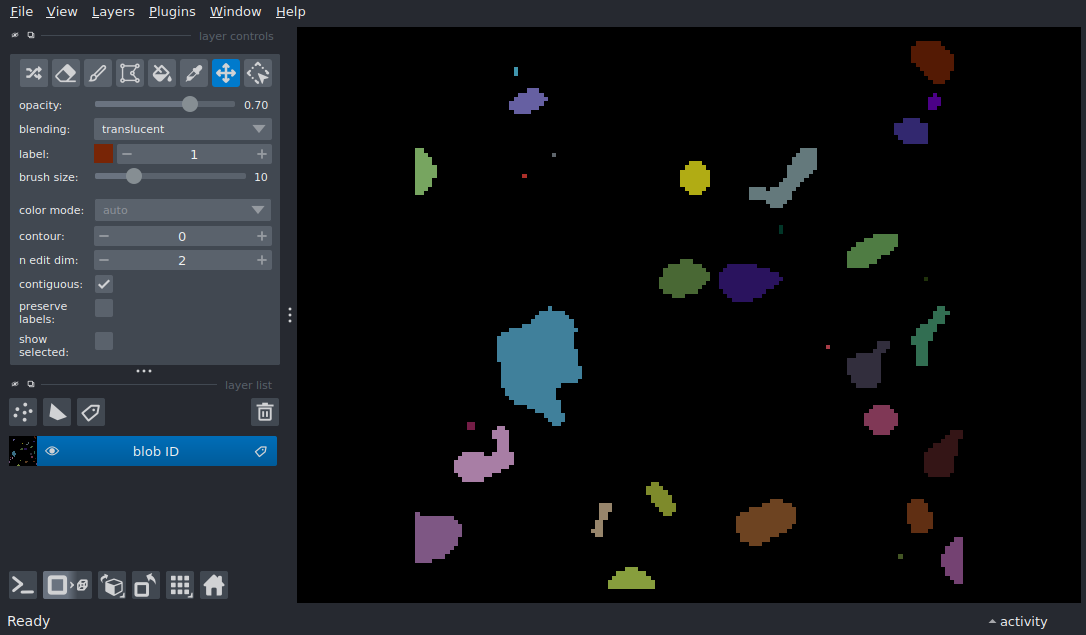 File View Layers Plugins Window Help
layer controls
opacity: 0.70
blending: translucent
label: 1
brush size: 10
color mode: auto
contour: 0
n edit dim: 2
contiguous:
preserve
labels:
show
selected:
layer list
blob ID
Ready
activity